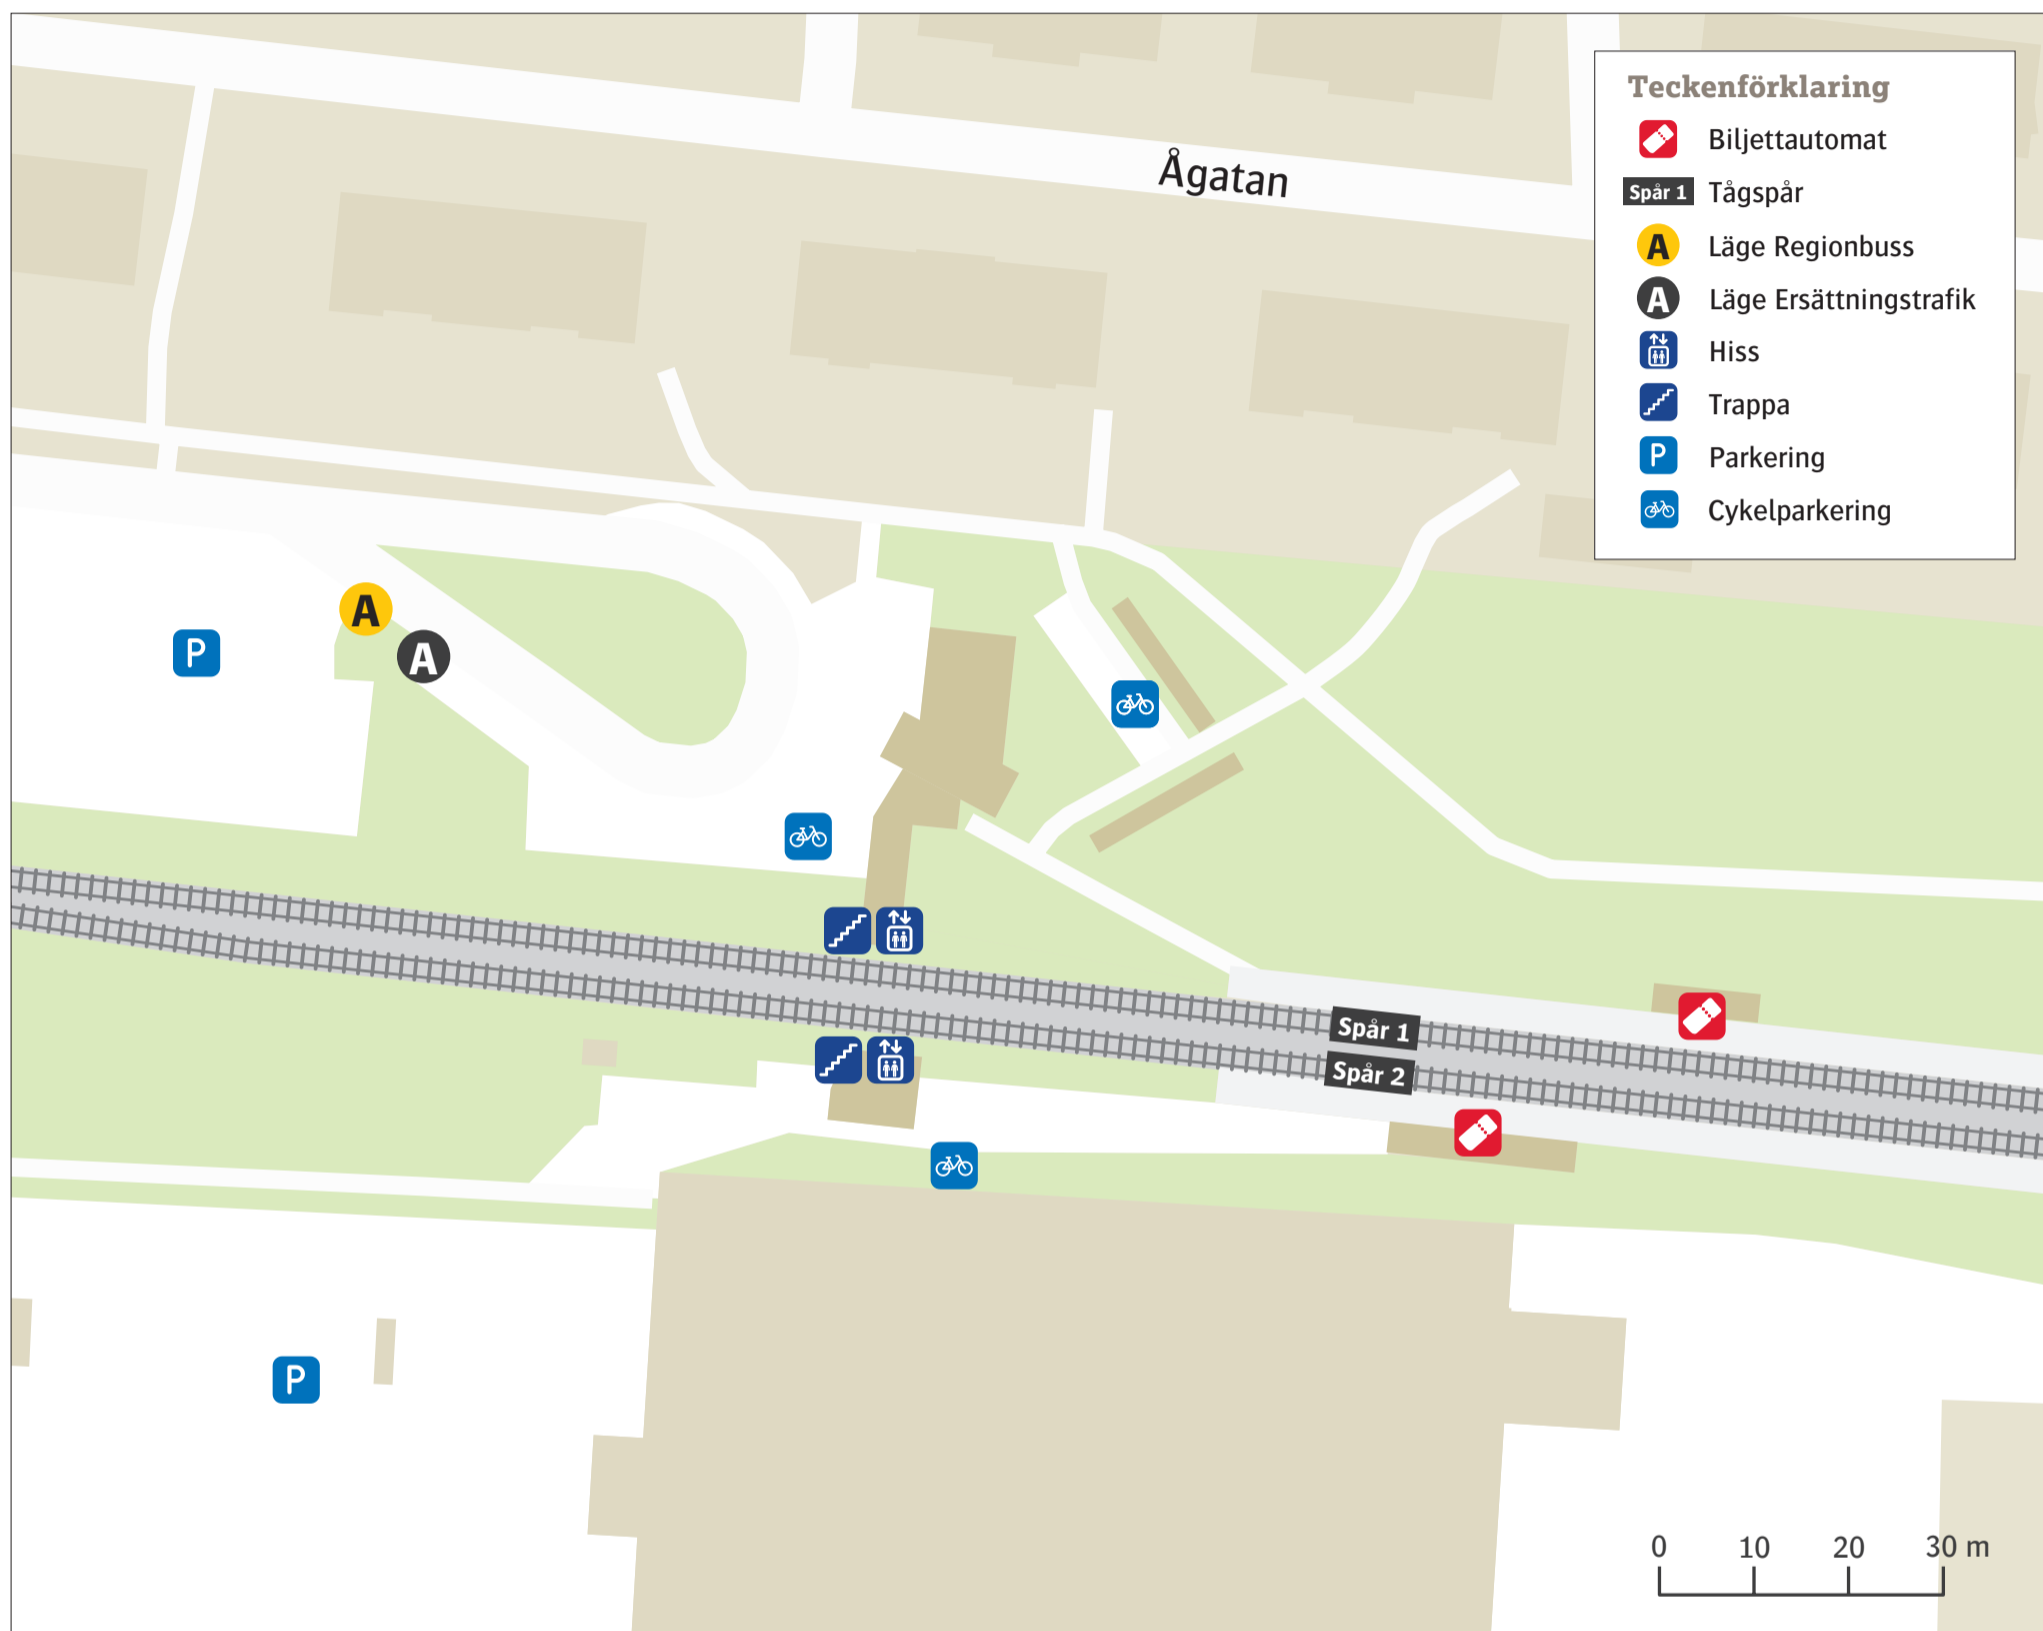 Ågatan
Teckenförklaring
Biljettautomat
Spår 1 Tågspår
A Läge Regionbuss
A Läge Ersättningstrafik
Hiss
Trappa
P Parkering
Cykelparkering
A
P
A
Spår 1
Spår 2
P
0 10 20 30 m